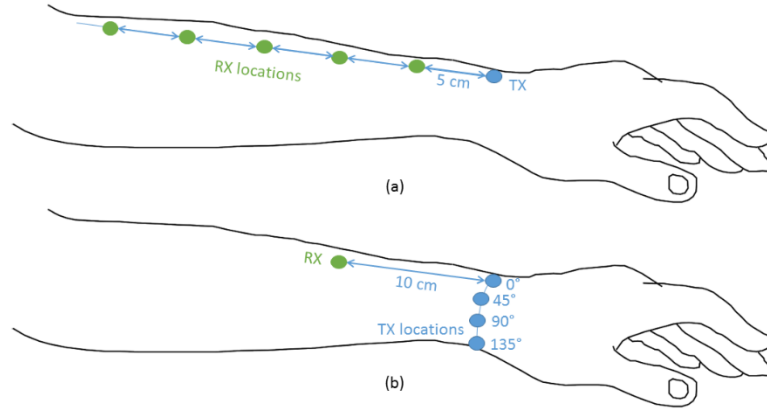 RX locations
5 cm
TX
(a)
RX
10 cm
0°
45°
TX locations
90°
135°
(b)